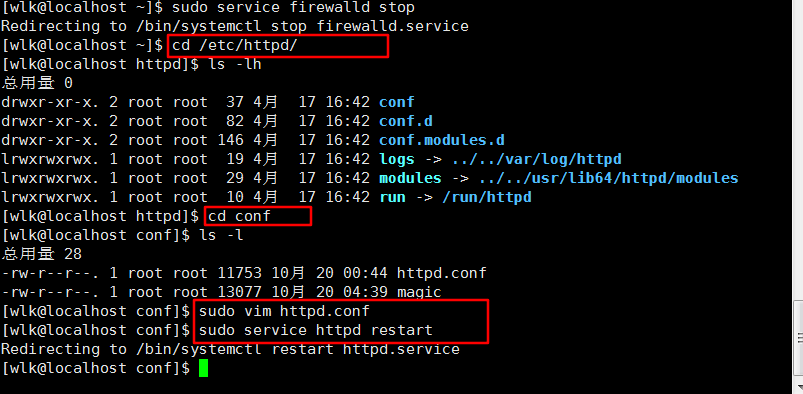 [wlk@localhost ~]$ sudo service firewalld stop
Redirecting to /bin/systemctl stop firewalld.service
[wlk@localhost ~]$ cd /etc/httpd/
[wlk@localhost httpd]$ ls -lh
总用量 0
drwxr-xr-x. 2 root root  37 4月  17 16:42 conf
drwxr-xr-x. 2 root root  82 4月  17 16:42 conf.d
drwxr-xr-x. 2 root root 146 4月  17 16:42 conf.modules.d
lrwxrwxrwx. 1 root root  19 4月  17 16:42 logs -> ../../var/log/httpd
lrwxrwxrwx. 1 root root  29 4月  17 16:42 modules -> ../../usr/lib64/httpd/modules
lrwxrwxrwx. 1 root root  10 4月  17 16:42 run -> /run/httpd
[wlk@localhost httpd]$ cd conf
[wlk@localhost conf]$ ls -l
总用量 28
-rw-r--r--. 1 root root 11753 10月 20 00:44 httpd.conf
-rw-r--r--. 1 root root 13077 10月 20 04:39 magic
[wlk@localhost conf]$ sudo vim httpd.conf
[wlk@localhost conf]$ sudo service httpd restart
Redirecting to /bin/systemctl restart httpd.service
[wlk@localhost conf]$